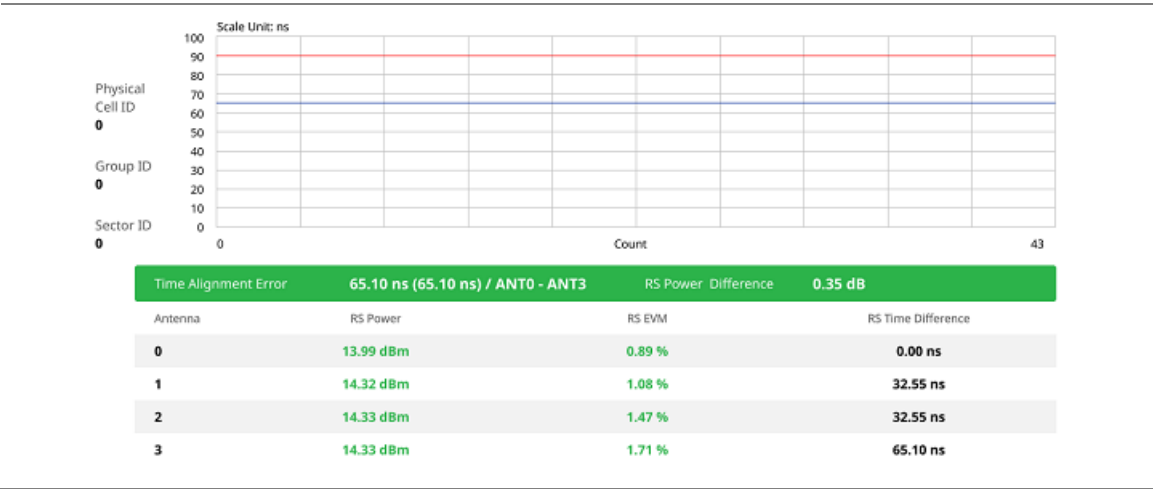 Scale Unit: ns
100
90
80
70
60
50
40
30
20
10
0
0 Count 43
Physical
Cell ID
0
Group ID
0
Sector ID
0
Time Alignment Error 65.10 ns (65.10 ns) / ANT0 - ANT3 RS Power Difference 0.35 dB
Antenna RS Power RS EVM RS Time Difference
0 13.99 dBm 0.89 % 0.00 ns
1 14.32 dBm 1.08 % 32.55 ns
2 14.33 dBm 1.47 % 32.55 ns
3 14.33 dBm 1.71 % 65.10 ns